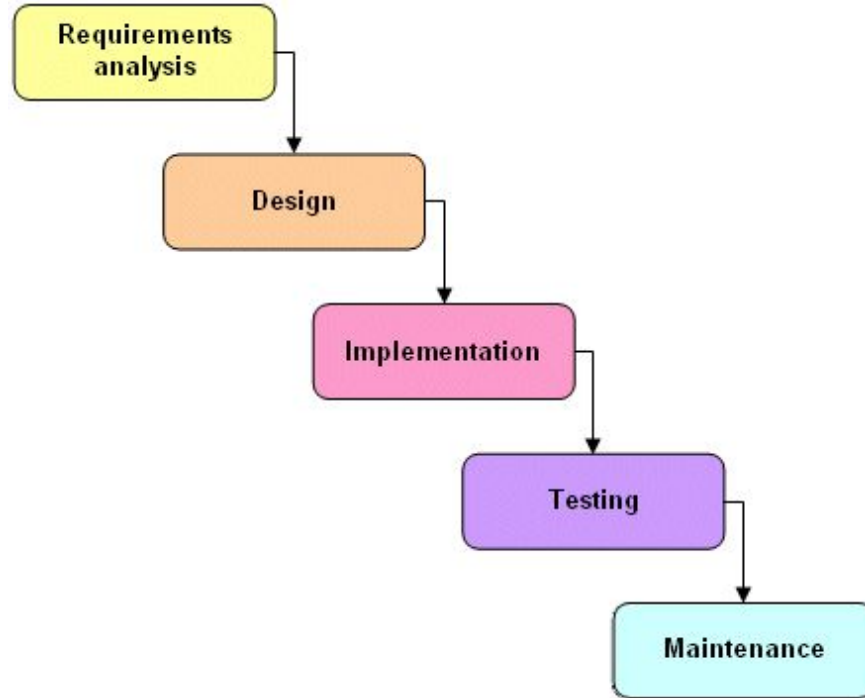 Requirements
analysis
Design
Implementation
Testing
Maintenance